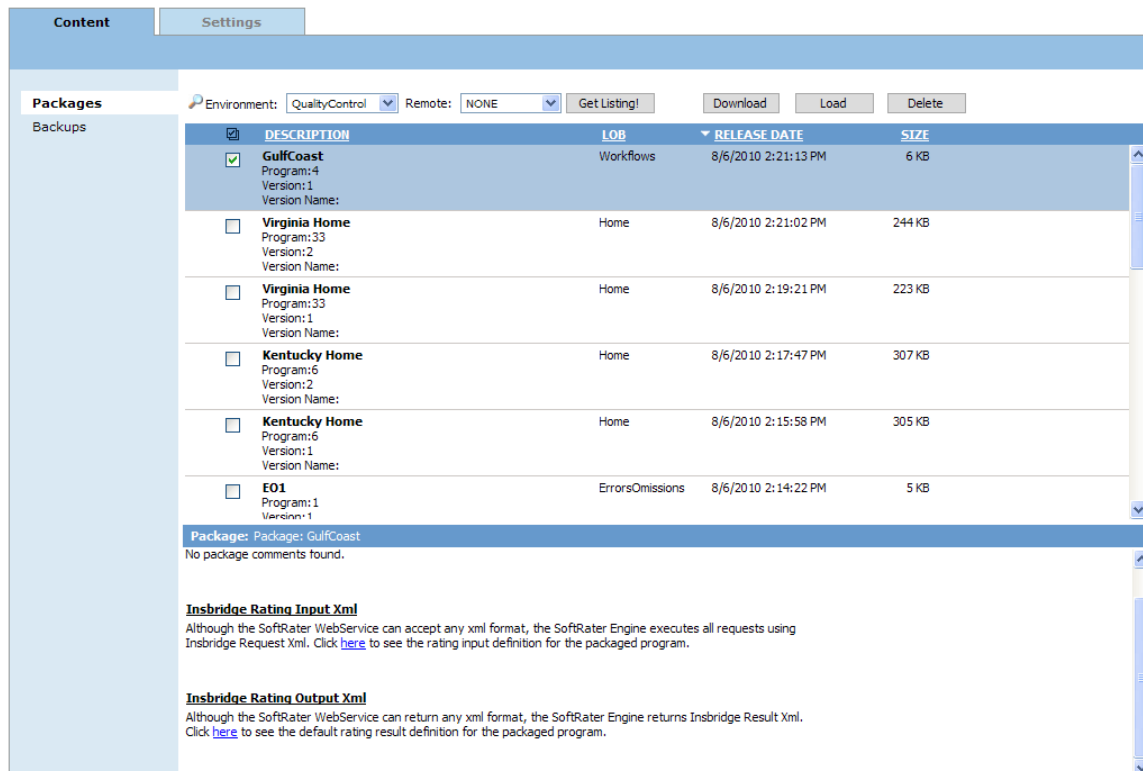 Content Settings
Packages
Backups
Environment: QualityControl Remote: NONE Get Listing! Download Load Delete
DESCRIPTION LOB RELEASE DATE SIZE
GulfCoast Workflows 8/6/2010 2:21:13 PM 6 KB
Program:4
Version:1
Version Name:
Virginia Home Home 8/6/2010 2:21:02 PM 244 KB
Program:33
Version:2
Version Name:
Virginia Home Home 8/6/2010 2:19:21 PM 223 KB
Program:33
Version:1
Version Name:
Kentucky Home Home 8/6/2010 2:17:47 PM 307 KB
Program:6
Version:2
Version Name:
Kentucky Home Home 8/6/2010 2:15:58 PM 305 KB
Program:6
Version:1
Version Name:
EO1 ErrorsOmissions 8/6/2010 2:14:22 PM 5 KB
Program:1
Version:1
Package: Package: GulfCoast
No package comments found.
Insbridge Rating Input Xml
Although the SoftRater WebService can accept any xml format, the SoftRater Engine executes all requests using
Insbridge Request Xml. Click here to see the rating input definition for the packaged program.
Insbridge Rating Output Xml
Although the SoftRater WebService can return any xml format, the SoftRater Engine returns Insbridge Result Xml.
Click here to see the default rating result definition for the packaged program.